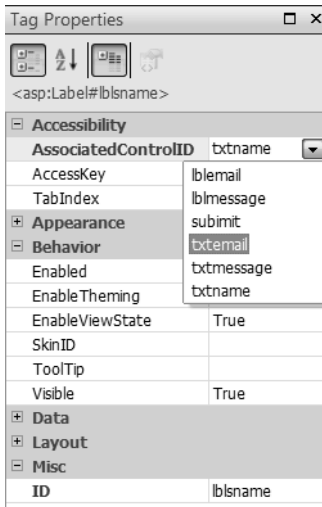 Tag Properties
<asp:Label#lblsname>
Accessibility
AssociatedControlID txtname
AccessKey
TabIndex
lblemail
lblmessage
subimit
txtemail
txtmessage
txtname
Appearance
Behavior
Enabled
EnableTheming
EnableViewState True
SkinID
ToolTip
Visible True
Data
Layout
Misc
ID lblsname